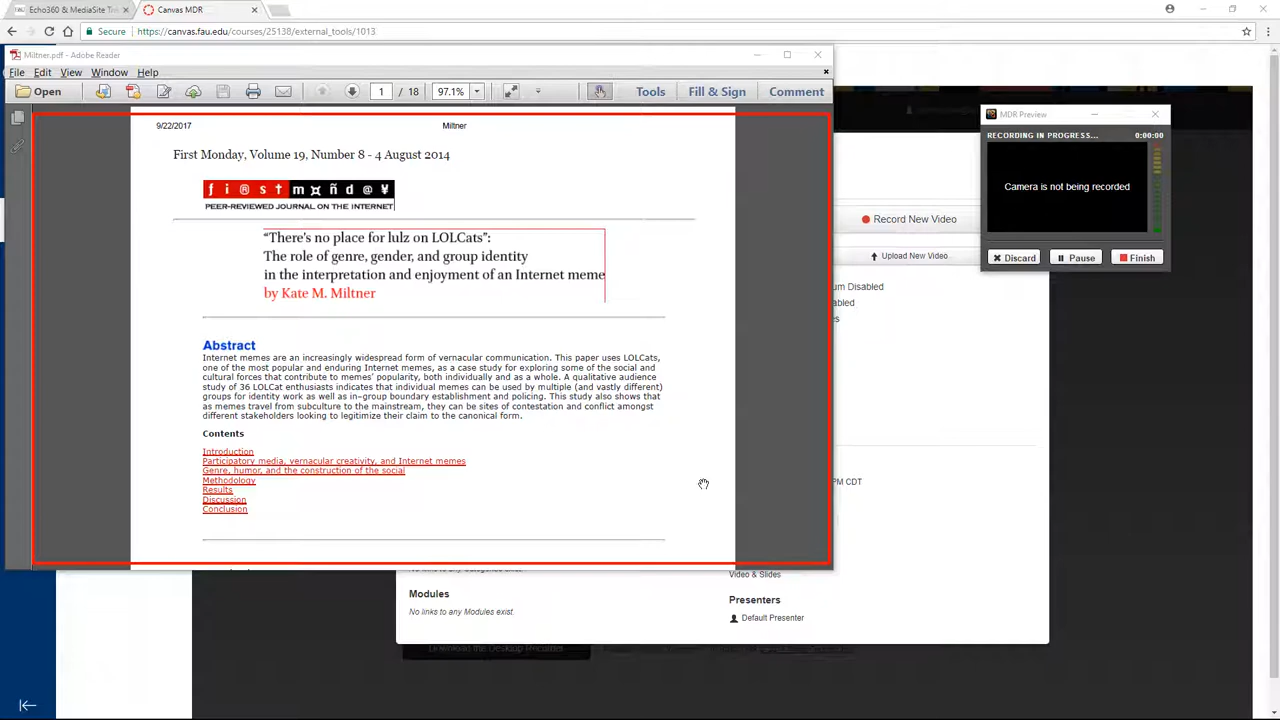 Echo360 & MediaSite Tr
Canvas MDR
Secure
https://canvas.fau.edu/courses/25138/external_tools/1013
Miltner.pdf - Adobe Reader
File Edit View Window Help
Open
1 / 18
97.1%
Tools
Fill & Sign
Comment
9/22/2017
Miltner
First Monday, Volume 19, Number 8 - 4 August 2014
fi®st m¤ñd@¥
PEER-REVIEWED JOURNAL ON THE INTERNET
“There’s no place for lulz on LOLCats”:
The role of genre, gender, and group identity
in the interpretation and enjoyment of an Internet meme
by Kate M. Miltner
Abstract
Internet memes are an increasingly widespread form of vernacular communication. This paper uses LOLCats,
one of the most popular and enduring Internet memes, as a case study for exploring some of the social and
cultural forces that contribute to memes’ popularity, both individually and as a whole. A qualitative audience
study of 36 LOLCat enthusiasts indicates that individual memes can be used by multiple (and vastly different)
groups for identity work as well as in–group boundary establishment and policing. This study also shows that
as memes travel from subculture to the mainstream, they can be sites of contestation and conflict amongst
different stakeholders looking to legitimize their claim to the canonical form.
Contents
Introduction
Participatory media, vernacular creativity, and Internet memes
Genre, humor, and the construction of the social
Methodology
Results
Discussion
Conclusion
MDR Preview
RECORDING IN PROGRESS...
0:00:00
Camera is not being recorded
Discard
Pause
Finish
Record New Video
Upload New Video
um Disabled
abled
PM CDT
Video & Slides
Modules
No links to any Modules exist.
Presenters
Default Presenter